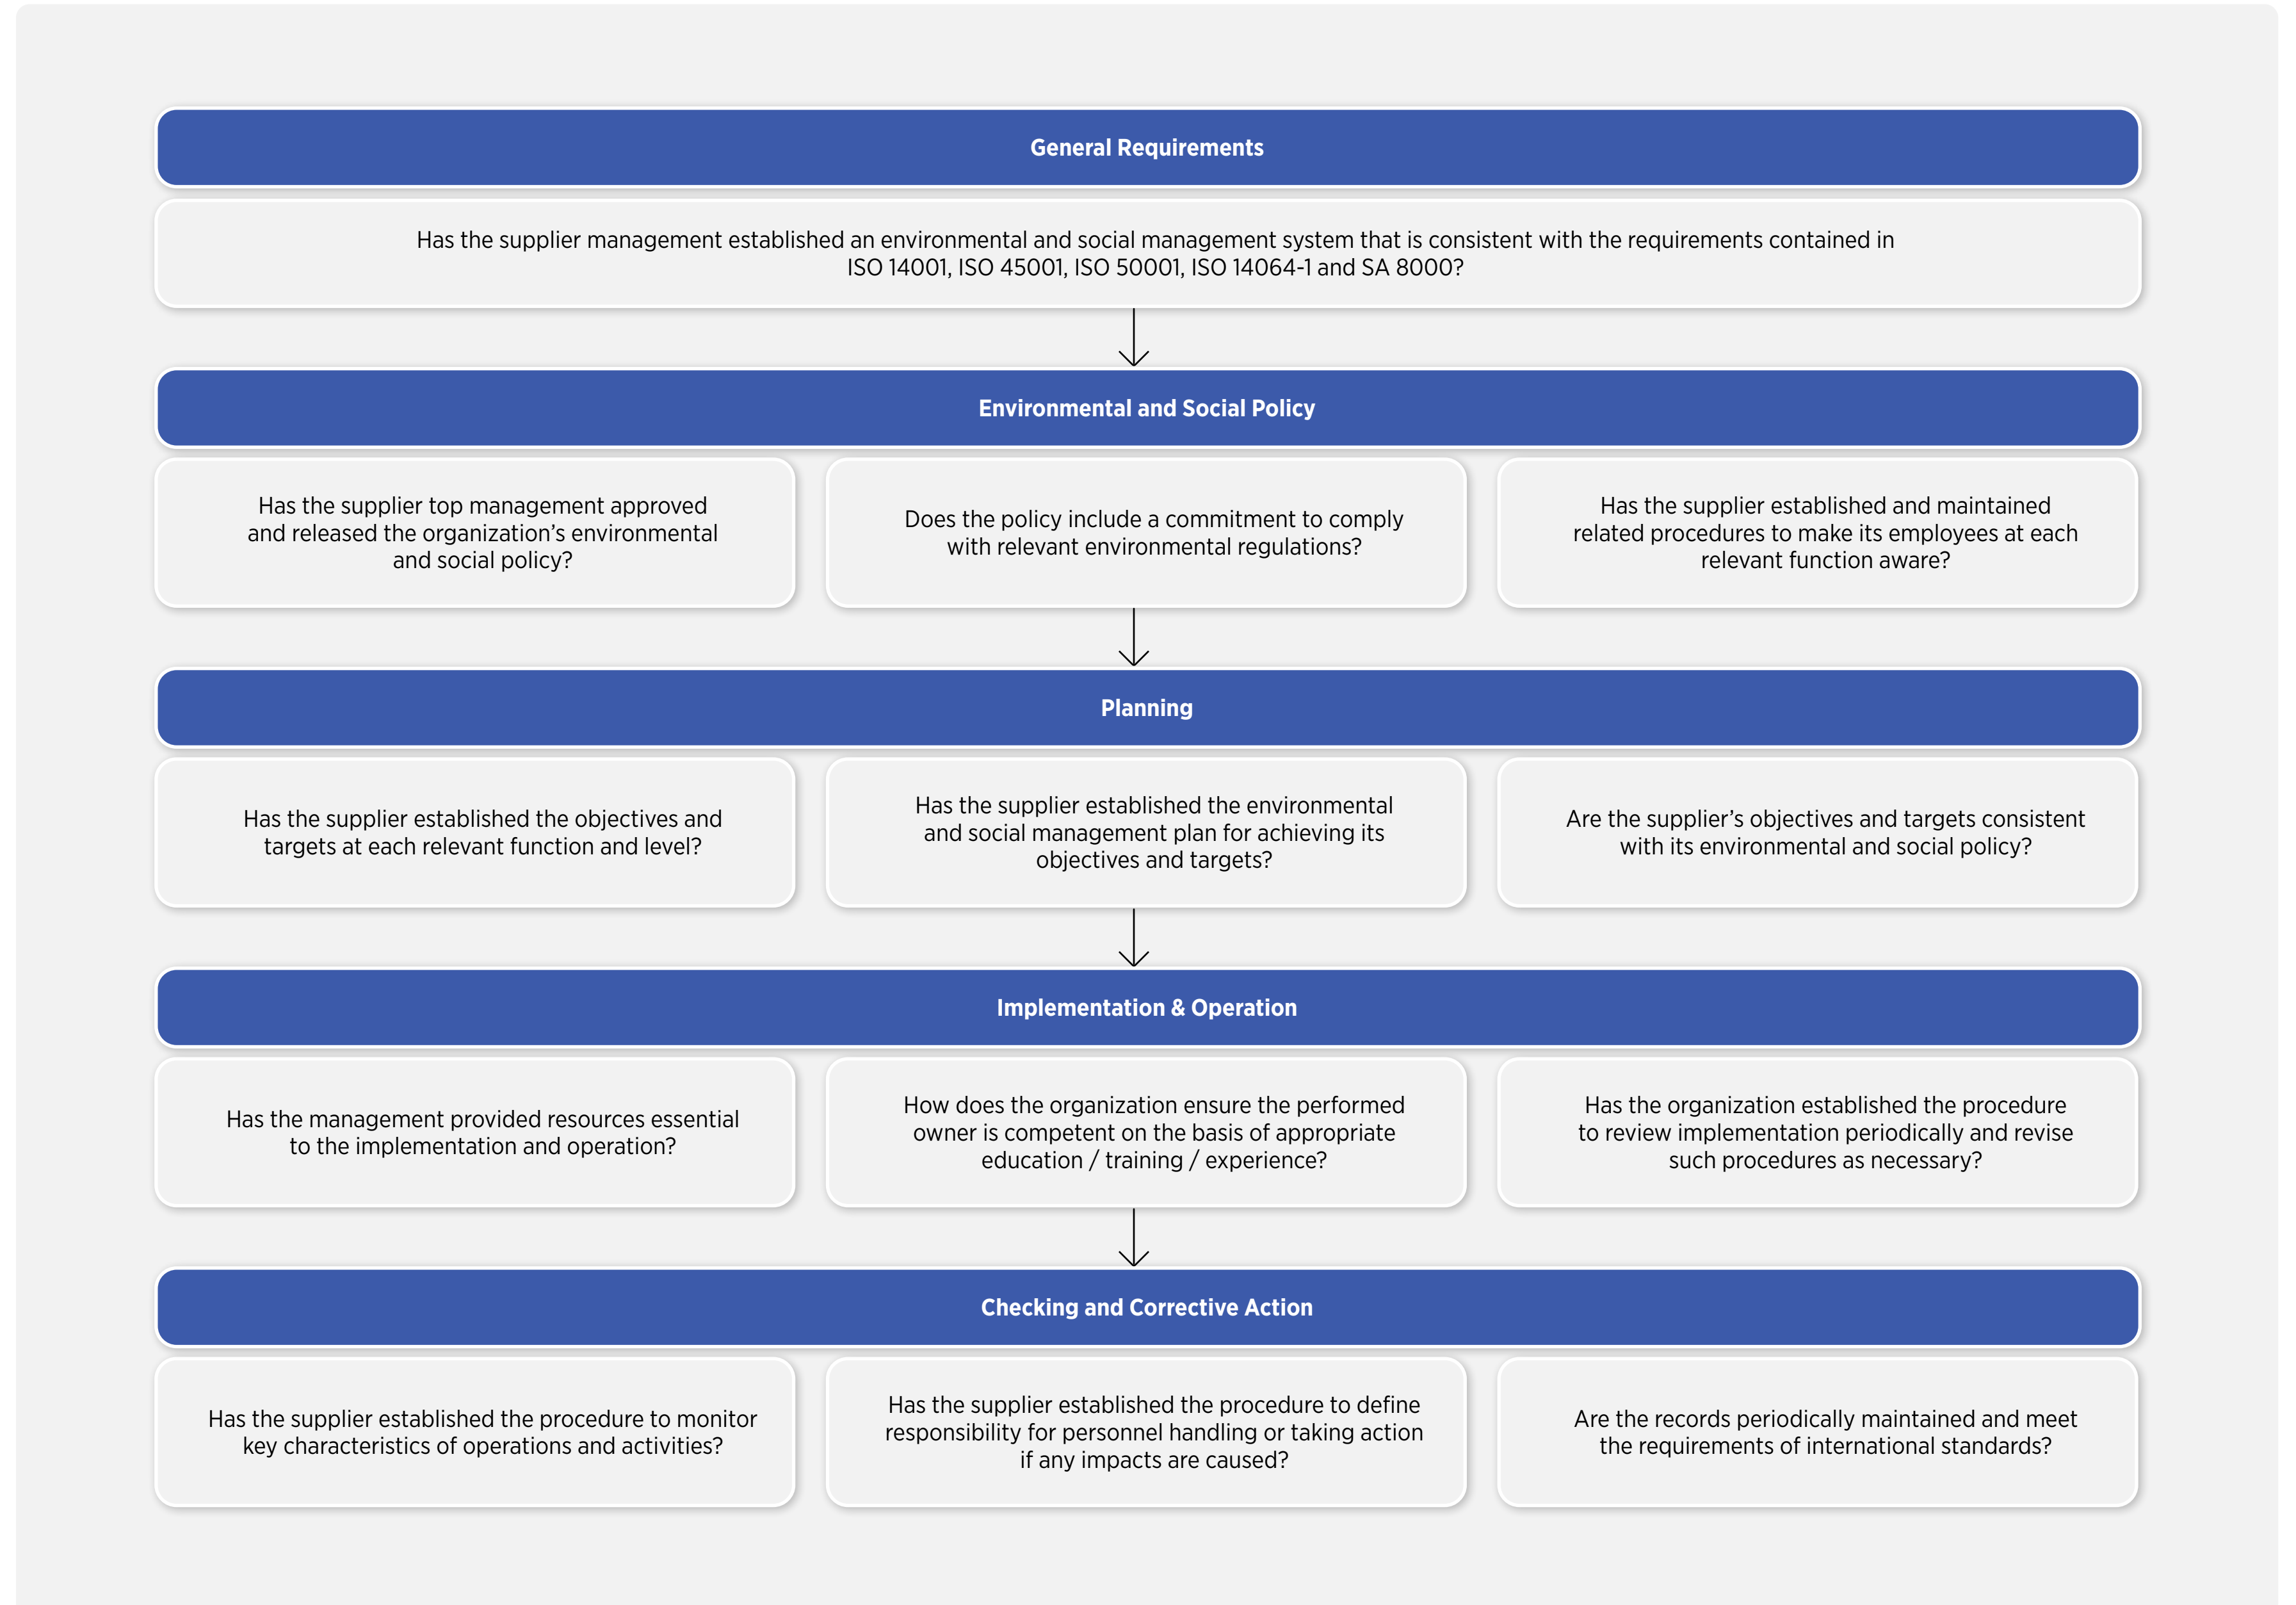 General Requirements
Has the supplier management established an environmental and social management system that is consistent with the requirements contained in
ISO 14001, ISO 45001, ISO 50001, ISO 14064-1 and SA 8000?
Environmental and Social Policy
Has the supplier top management approved
and released the organization’s environmental
and social policy?
Does the policy include a commitment to comply
with relevant environmental regulations?
Has the supplier established and maintained
related procedures to make its employees at each
relevant function aware?
Planning
Has the supplier established the objectives and
targets at each relevant function and level?
Has the supplier established the environmental
and social management plan for achieving its
objectives and targets?
Are the supplier’s objectives and targets consistent
with its environmental and social policy?
Implementation & Operation
Has the management provided resources essential
to the implementation and operation?
How does the organization ensure the performed
owner is competent on the basis of appropriate
education / training / experience?
Has the organization established the procedure
to review implementation periodically and revise
such procedures as necessary?
Checking and Corrective Action
Has the supplier established the procedure to monitor
key characteristics of operations and activities?
Has the supplier established the procedure to define
responsibility for personnel handling or taking action
if any impacts are caused?
Are the records periodically maintained and meet
the requirements of international standards?